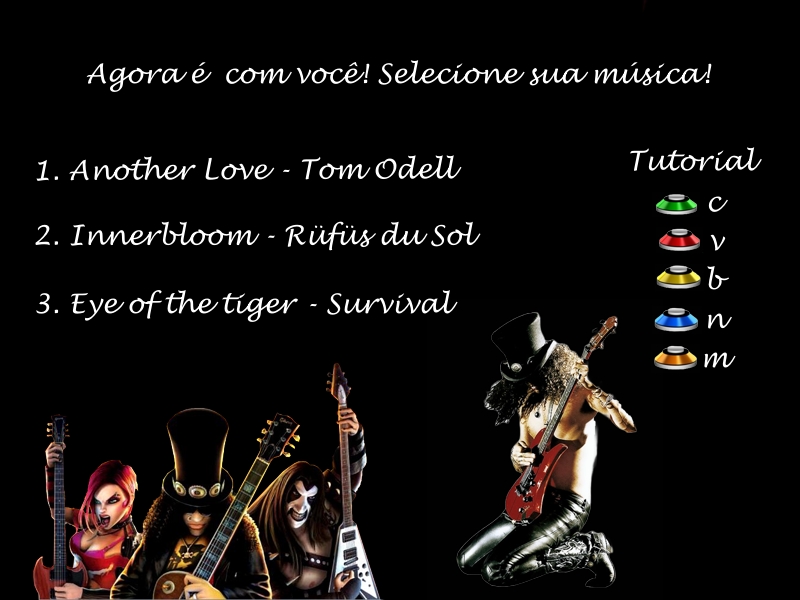 Agora é com você! Selecione sua música!
1. Another Love - Tom Odell
2. Innerbloom - Rüfüs du Sol
3. Eye of the tiger - Survival
Tutorial
c
v
b
n
m